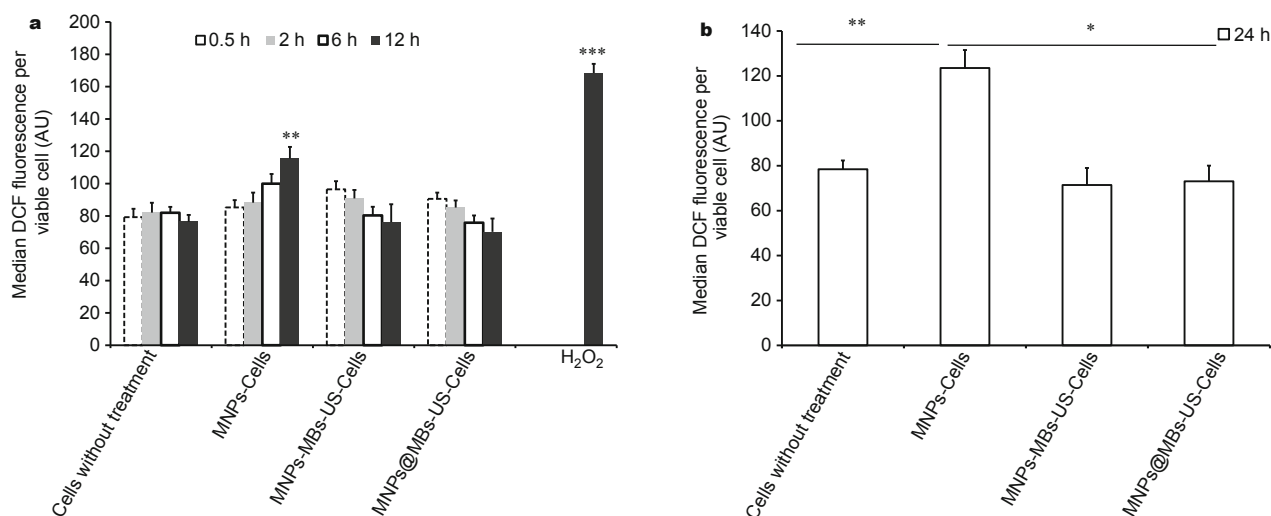 a
Median DCF fluorescence per
viable cell (AU)
200
180
160
140
120
100
80
60
40
20
0
0.5 h 2 h 6 h 12 h
**
***
Cells without treatment
MNPs-Cells
MNPs-MBs-US-Cells
MNPs@MBs-US-Cells
H₂O₂
b
Median DCF fluorescence per
viable cell (AU)
140
120
100
80
60
40
20
0
**
*
24 h
Cells without treatment
MNPs-Cells
MNPs-MBs-US-Cells
MNPs@MBs-US-Cells